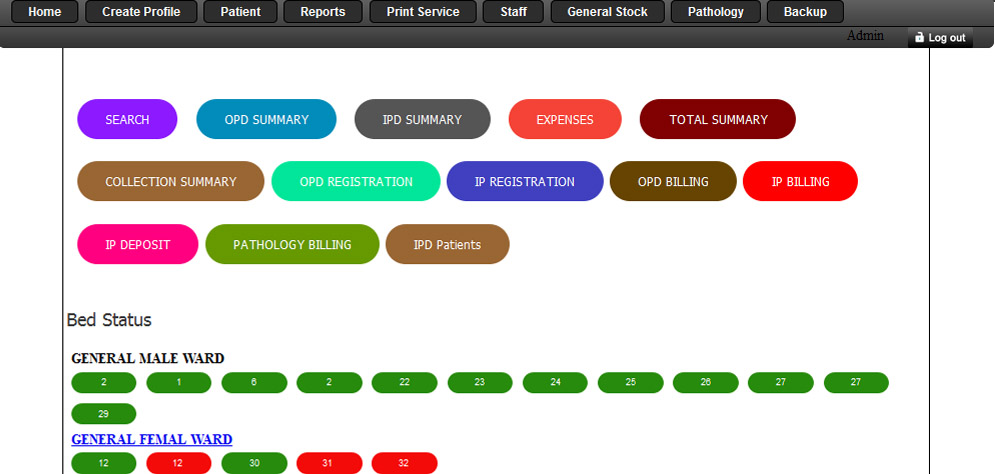 Home Create Profile Patient Reports Print Service Staff General Stock Pathology Backup
Admin Log out
SEARCH OPD SUMMARY IPD SUMMARY EXPENSES TOTAL SUMMARY
COLLECTION SUMMARY OPD REGISTRATION IP REGISTRATION OPD BILLING IP BILLING
IP DEPOSIT PATHOLOGY BILLING IPD Patients
Bed Status
GENERAL MALE WARD
2 1 6 2 22 23 24 25 26 27 27
29
GENERAL FEMAL WARD
12 12 30 31 32